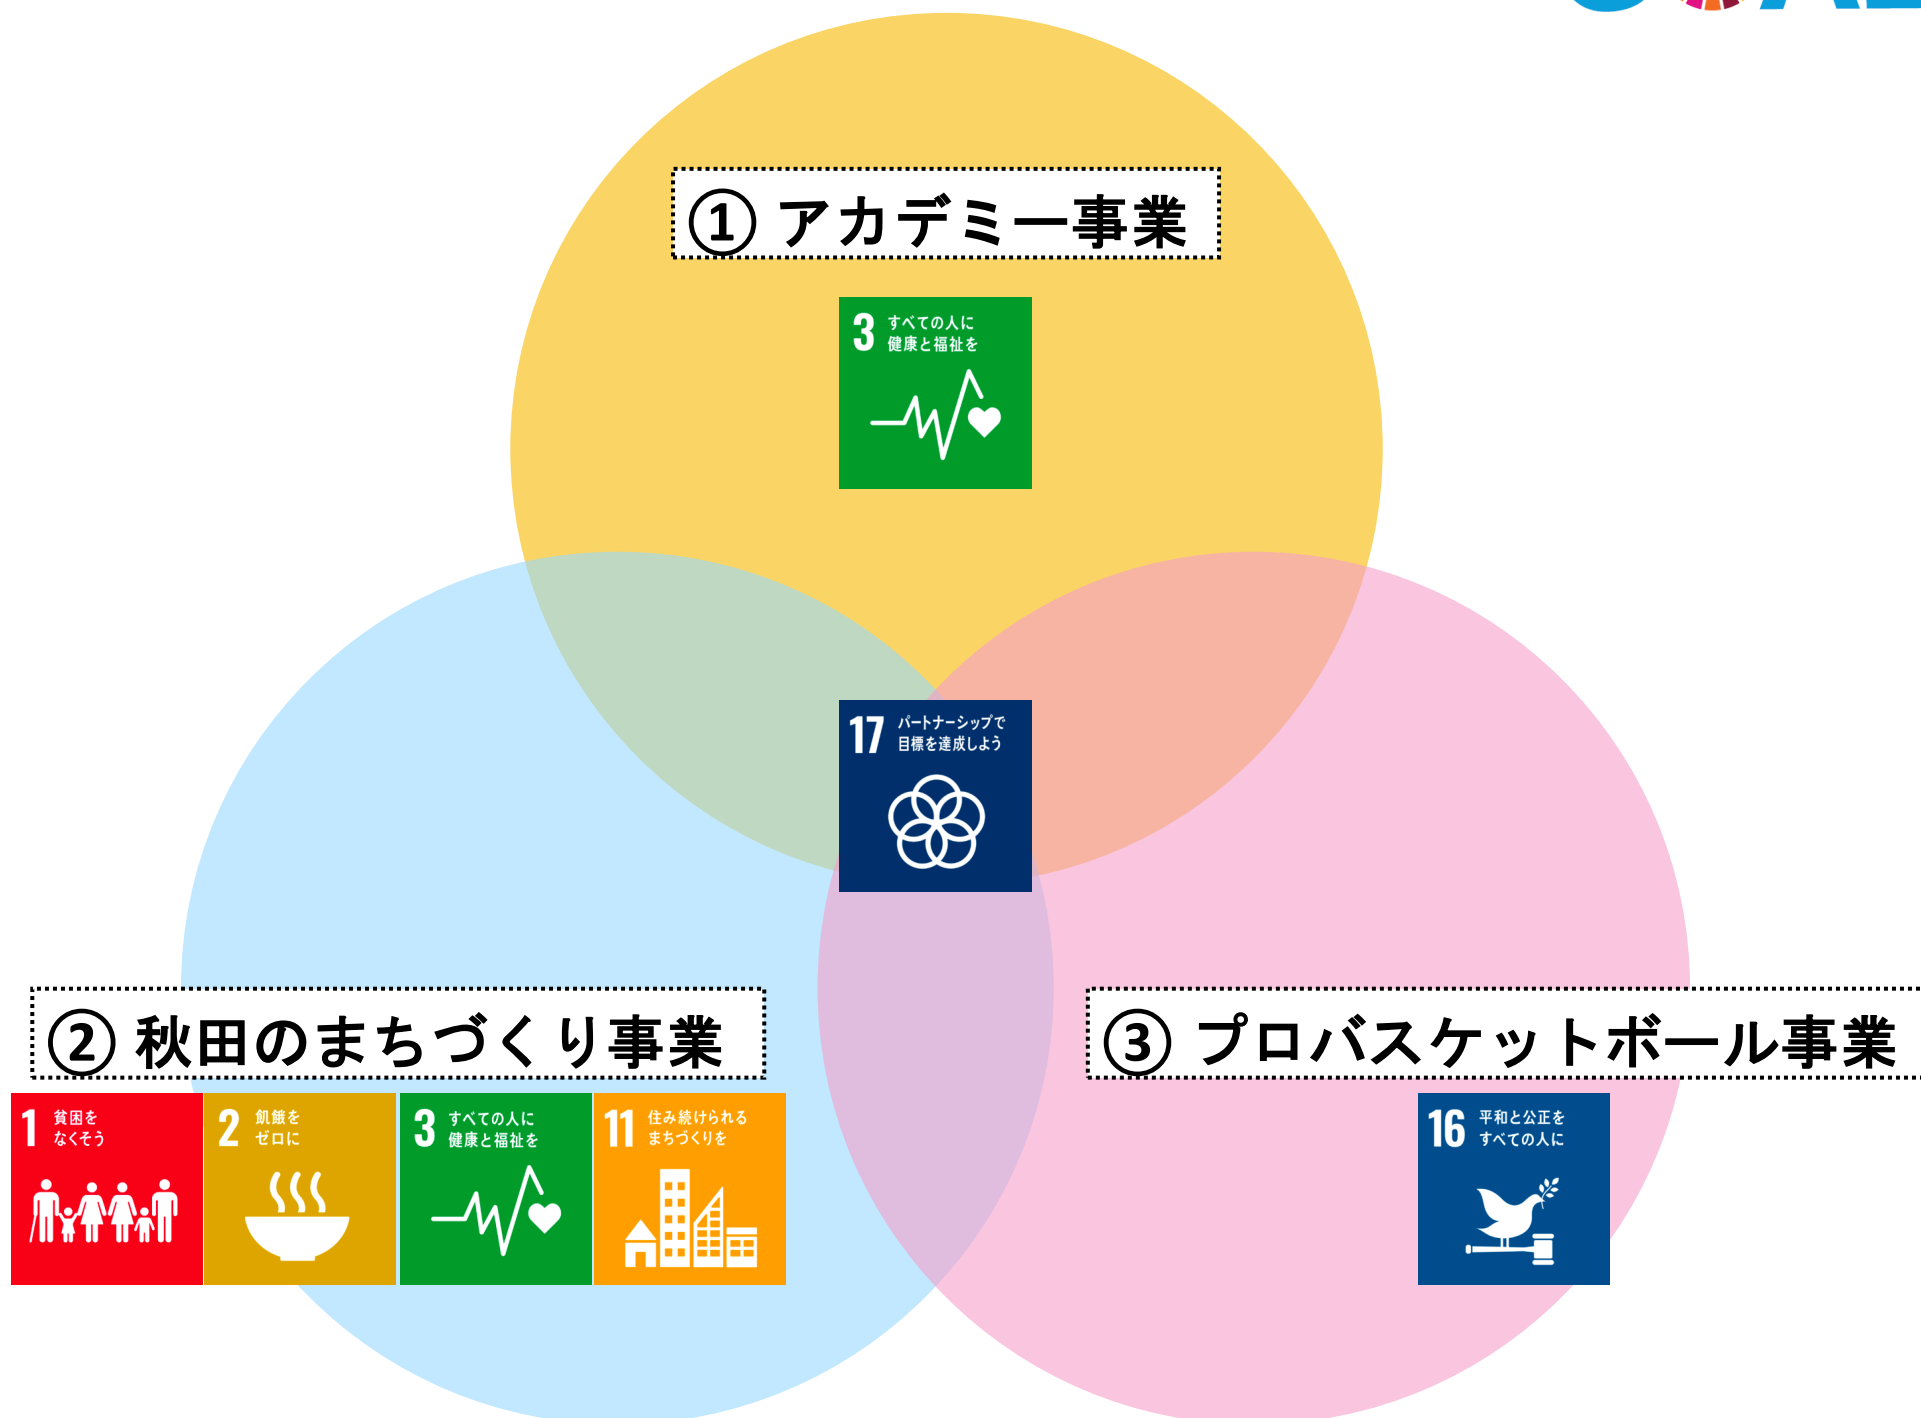 ① アカデミー事業
3 すべての人に
健康と福祉を
17 パートナーシップで
目標を達成しよう
② 秋田のまちづくり事業
③ プロバスケットボール事業
1 貧困を
なくそう
2 飢餓を
ゼロに
3 すべての人に
健康と福祉を
11 住み続けられる
まちづくりを
16 平和と公正を
すべての人に